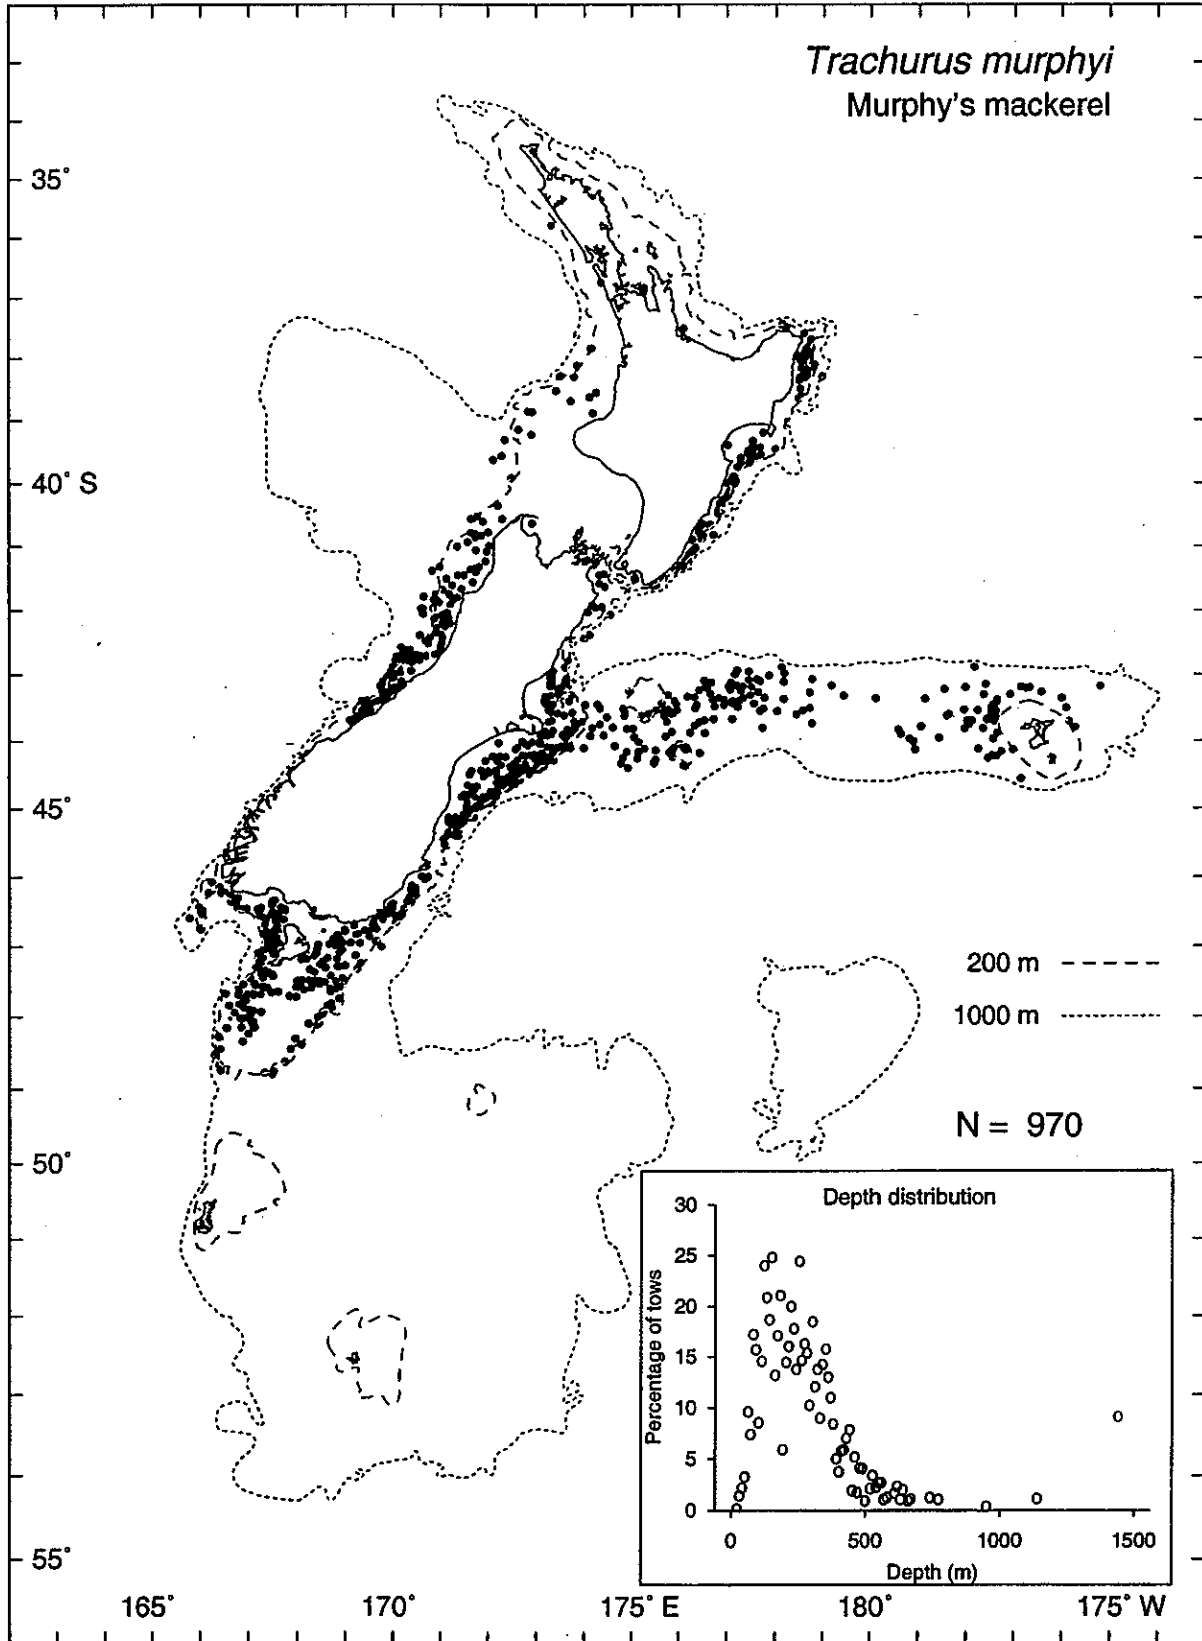 Trachurus murphyi
Murphy's mackerel
35°
40° S
45°
200 m
1000 m
N = 970
50°
Depth distribution
30
25
20
15
10
5
0
Percentage of tows
0 500 1000 1500
Depth (m)
55°
165° 170° 175° E 180° 175° W